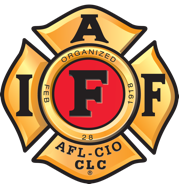 A
I F F
ORGANIZED
FEB 1918
28
AFL-CIO
CLC
®